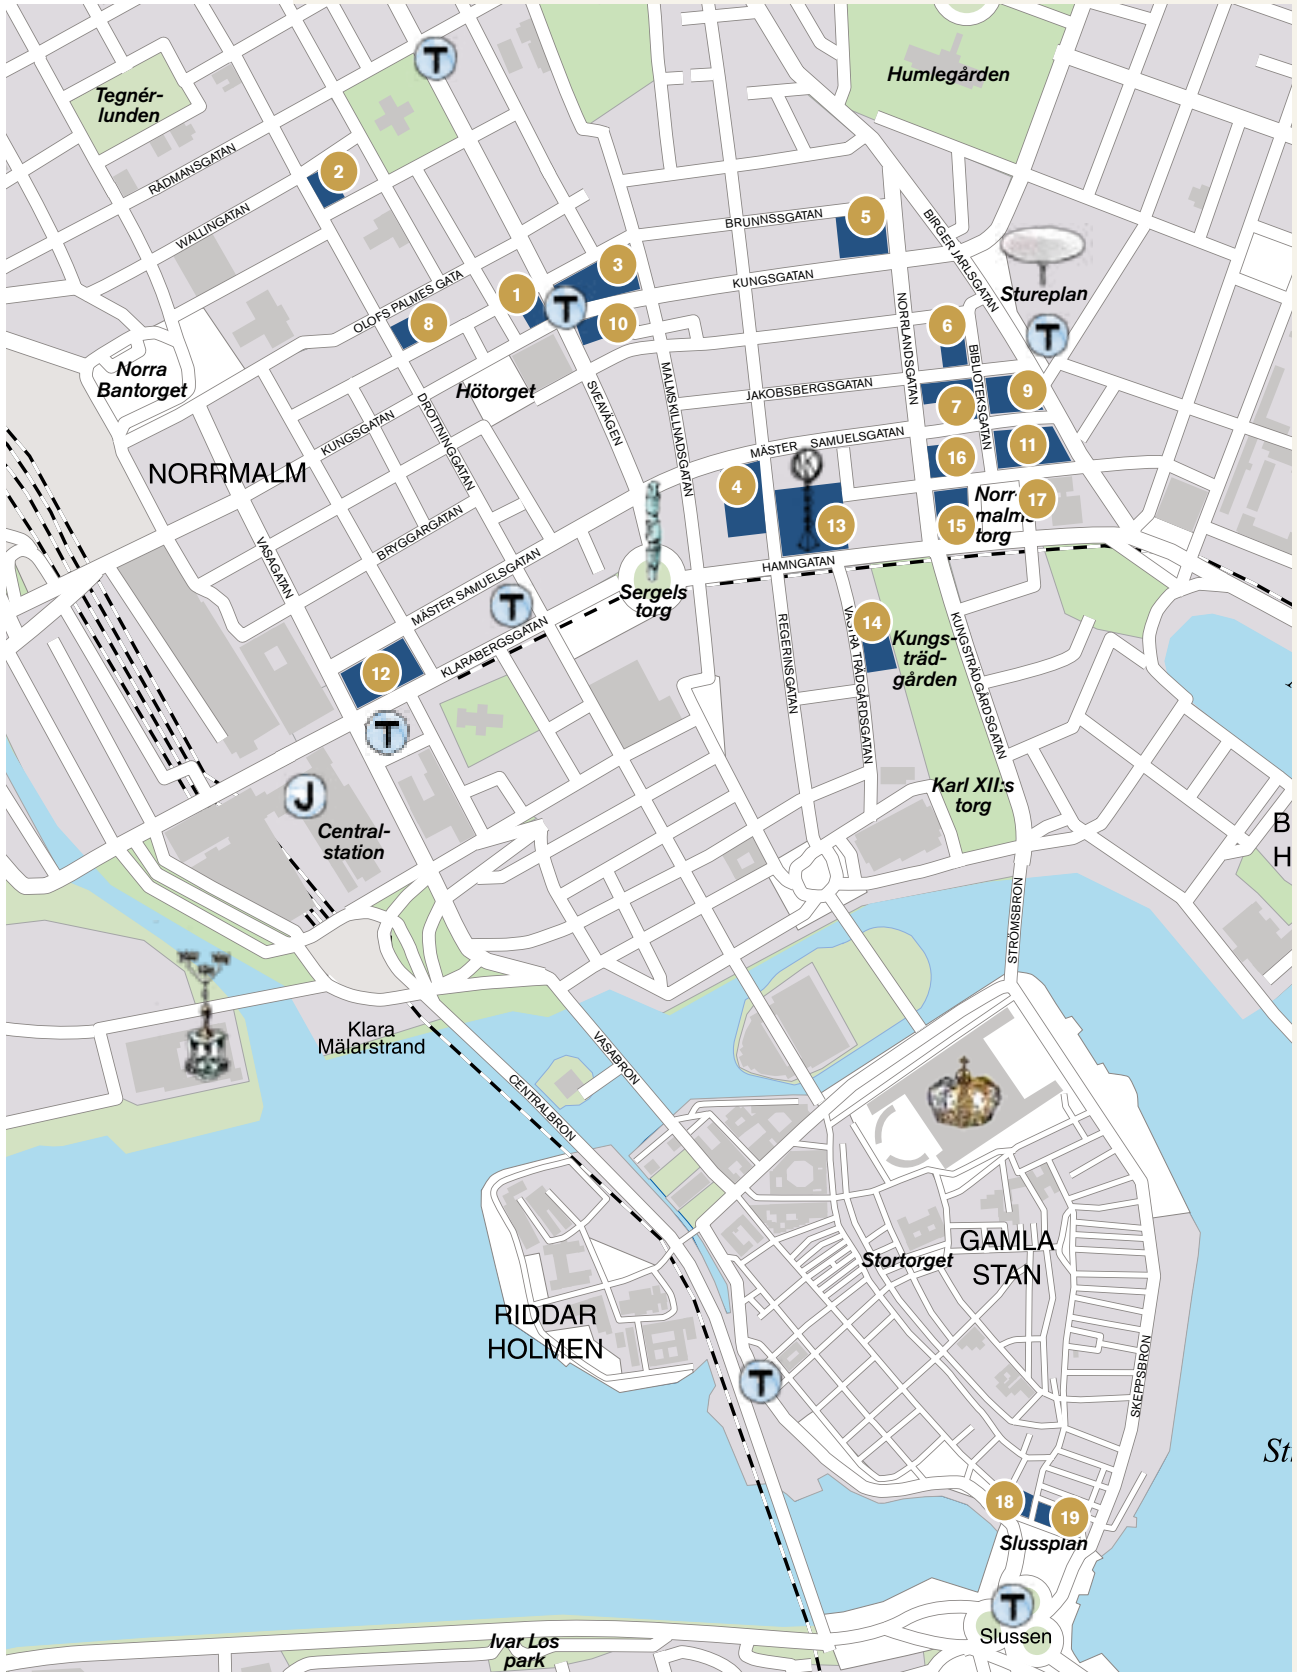 T
Humlegården
Tegnér-
lunden
RÅDMANSGATAN
2
WALLINGATAN
BRUNNSSGATAN
5
BIRGER JARLSGATAN
3
KUNGSGATAN
Stureplan
1
T
OLOFS PALMES GATA
8
10
NORRLANDSGATAN
6
T
BIBLIOTEKSGATAN
Norra
Bantorget
Hötorget
SVEAVÄGEN
MALMSKILLNADSGATAN
JAKOBSBERGSGATAN
7
9
KUNGSGATAN
DROTTNINGGATAN
MÄSTER SAMUELSGATAN
11
16
NORRMALM
K
4
13
Norr-
malms
torg
17
15
BRYGGARGATAN
VASAGATAN
HAMNGATAN
MÄSTER SAMUELSGATAN
T
Sergels
torg
KLARABERGSGATAN
REGERINSGATAN
VÄSTRA TRÄDGÅRDSGATAN
14
Kungs-
träd-
gården
KUNGSTRÄDGÅRDSGATAN
12
T
J
Central-
station
Karl XII:s
torg
B
H
STRÖMSBRON
Klara
Mälarstrand
VASABRON
CENTRALBRON
GAMLA
STAN
Stortorget
RIDDAR
HOLMEN
SKEPPSBRON
T
St
18
19
Slussplan
T
Slussen
Ivar Los
park